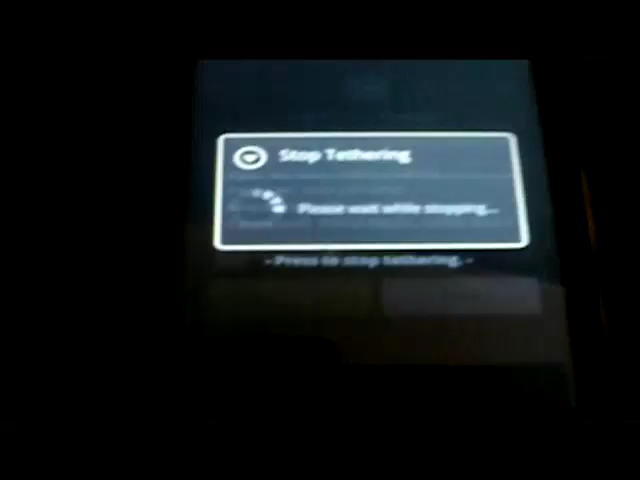 Stop Tethering
Please wait while stopping...
- Press to stop tethering. -